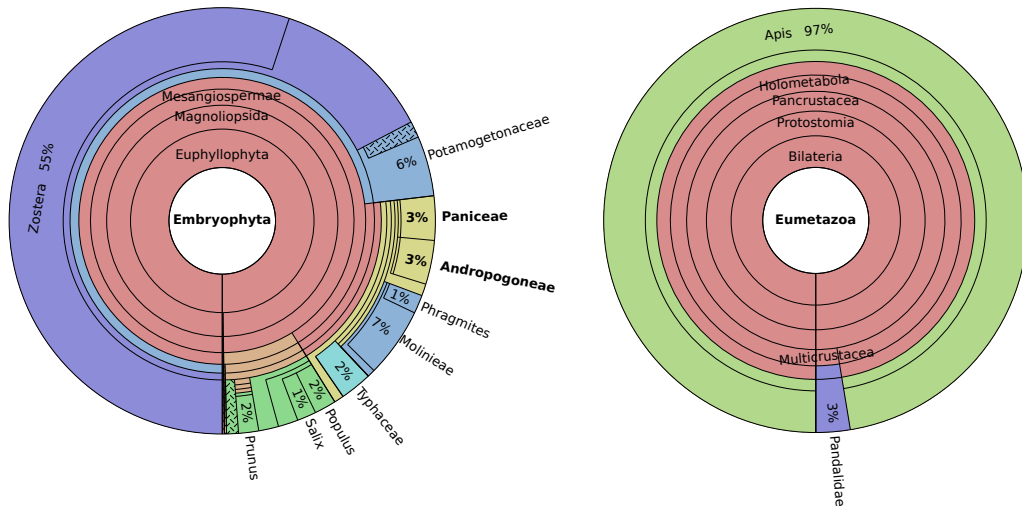 Mesangiospermae
Magnoliopsida
Euphyllophyta
Embryophyta
Zostera 55%
Potamogetonaceae
6%
3% Paniceae
3% Andropogoneae
1% Phragmites
7% Molinieae
2% Typhaceae
2% Populus
1% Salix
2% Prunus
Apis 97%
Holometabola
Pancrustacea
Protostomia
Bilateria
Eumetazoa
Multicrustacea
3% Pandalidae